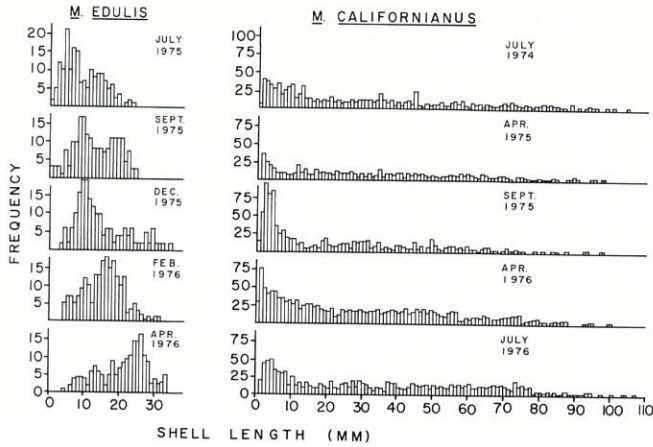 M. EDULIS
M. CALIFORNIANUS
FREQUENCY
20
15
10
5
JULY
1975
15
10
5
SEPT.
1975
15
10
5
DEC.
1975
15
10
5
FEB.
1976
15
10
5
0
APR.
1976
0 10 20 30
100
75
50
25
JULY
1974
75
50
25
APR.
1975
75
50
25
SEPT.
1975
75
50
25
APR.
1976
75
50
25
0
JULY
1976
0 10 20 30 40 50 60 70 80 90 100 110
SHELL LENGTH (MM)